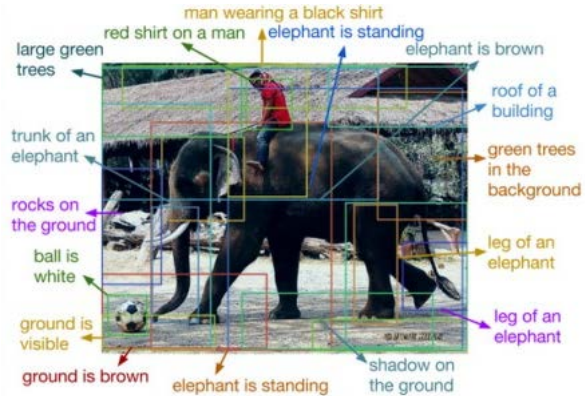 man wearing a black shirt
red shirt on a man
elephant is standing
large green
trees
elephant is brown
roof of a
building
trunk of an
elephant
green trees
in the
background
rocks on
the ground
ball is
white
leg of an
elephant
ground is
visible
leg of an
elephant
ground is brown
elephant is standing
shadow on
the ground